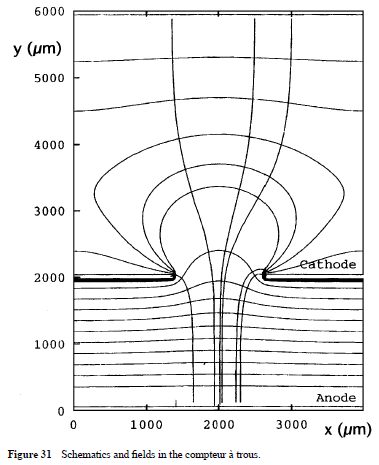 y (μm)
6000
5000
4000
3000
2000
1000
0
Cathode
Anode
0 1000 2000 3000 x (μm)
Figure 31 Schematics and fields in the compteur à trous.